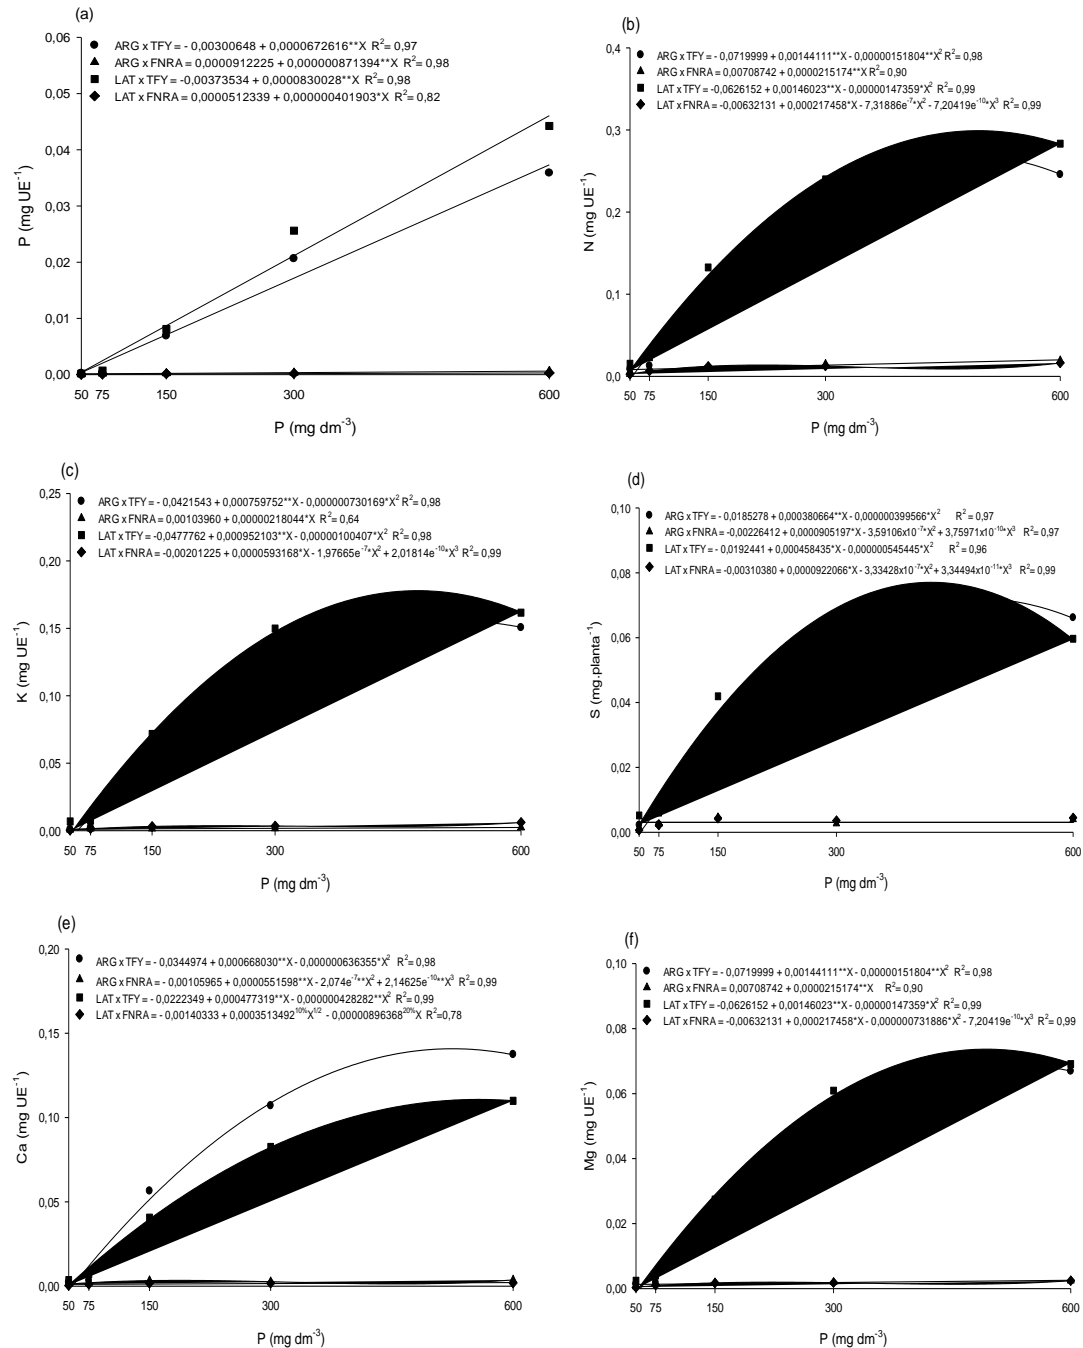 (a)
0,06
0,05
0,04
0,03
0,02
0,01
0,00
P (mg UE⁻¹)
ARG x TFY = - 0,00300648 + 0,0000672616**X R²= 0,97
ARG x FNRA = 0,0000912225 + 0,000000871394**X R²= 0,98
LAT x TFY = -0,00373534 + 0,0000830028**X R²= 0,98
LAT x FNRA = 0,0000512339 + 0,000000401903*X R²= 0,82
50 75 150 300 600
P (mg dm⁻³)
(b)
0,4
0,3
0,2
0,1
0,0
N (mg UE⁻¹)
ARG x TFY = - 0,0719999 + 0,00144111**X - 0,00000151804**X² R²= 0,98
ARG x FNRA = 0,00708742 + 0,0000215174**X R²= 0,90
LAT x TFY = -0,0626152 + 0,00146023**X - 0,00000147359*X² R²= 0,99
LAT x FNRA = -0,00632131 + 0,000217458*X - 7,31886e⁻⁷*X² - 7,20419e⁻¹⁰*X³ R²= 0,99
50 75 150 300 600
P (mg dm⁻³)
(c)
0,25
0,20
0,15
0,10
0,05
0,00
K (mg UE⁻¹)
ARG x TFY = - 0,0421543 + 0,000759752**X - 0,000000730169*X² R²= 0,98
ARG x FNRA = 0,00103960 + 0,00000218044*X R²= 0,64
LAT x TFY = -0,0477762 + 0,000952103**X - 0,00000100407*X² R²= 0,98
LAT x FNRA = -0,00201225 + 0,0000593168*X - 1,97665e⁻⁷*X² + 2,01814e⁻¹⁰*X³ R²= 0,99
50 75 150 300 600
P (mg dm⁻³)
(d)
0,10
0,08
0,06
0,04
0,02
0,00
S (mg.planta⁻¹)
ARG x TFY = - 0,0185278 + 0,000380664**X - 0,000000399566*X² R²= 0,97
ARG x FNRA = -0,00226412 + 0,0000905197*X - 3,59106x10⁻⁷*X² + 3,75971x10⁻¹⁰*X³ R²= 0,97
LAT x TFY = -0,0192441 + 0,000458435*X - 0,000000545445*X² R²= 0,96
LAT x FNRA = -0,00310380 + 0,0000922066*X - 3,33428x10⁻⁷*X² + 3,34494x10⁻¹¹*X³ R²= 0,99
50 75 150 300 600
P (mg dm⁻³)
(e)
0,20
0,15
0,10
0,05
0,00
Ca (mg UE⁻¹)
ARG x TFY = - 0,0344974 + 0,000668030**X - 0,000000636355*X² R²= 0,98
ARG x FNRA = - 0,00105965 + 0,0000551598**X - 2,074e⁻⁷**X² + 2,14625e⁻¹⁰**X³ R²= 0,99
LAT x TFY = - 0,0222349 + 0,000477319**X - 0,000000428282**X² R²= 0,99
LAT x FNRA = - 0,00140333 + 0,0003513492¹⁰%X¹/² - 0,00000896368²⁰%X R²=0,78
50 75 150 300 600
P (mg dm⁻³)
(f)
0,10
0,08
0,06
0,04
0,02
0,00
Mg (mg UE⁻¹)
ARG x TFY = - 0,0719999 + 0,00144111**X - 0,00000151804**X² R²= 0,98
ARG x FNRA = 0,00708742 + 0,0000215174**X R²= 0,90
LAT x TFY = -0,0626152 + 0,00146023**X - 0,00000147359*X² R²= 0,99
LAT x FNRA = -0,00632131 + 0,000217458*X - 0,000000731886*X² - 7,20419e⁻¹⁰*X³ R²= 0,99
50 75 150 300 600
P (mg dm⁻³)